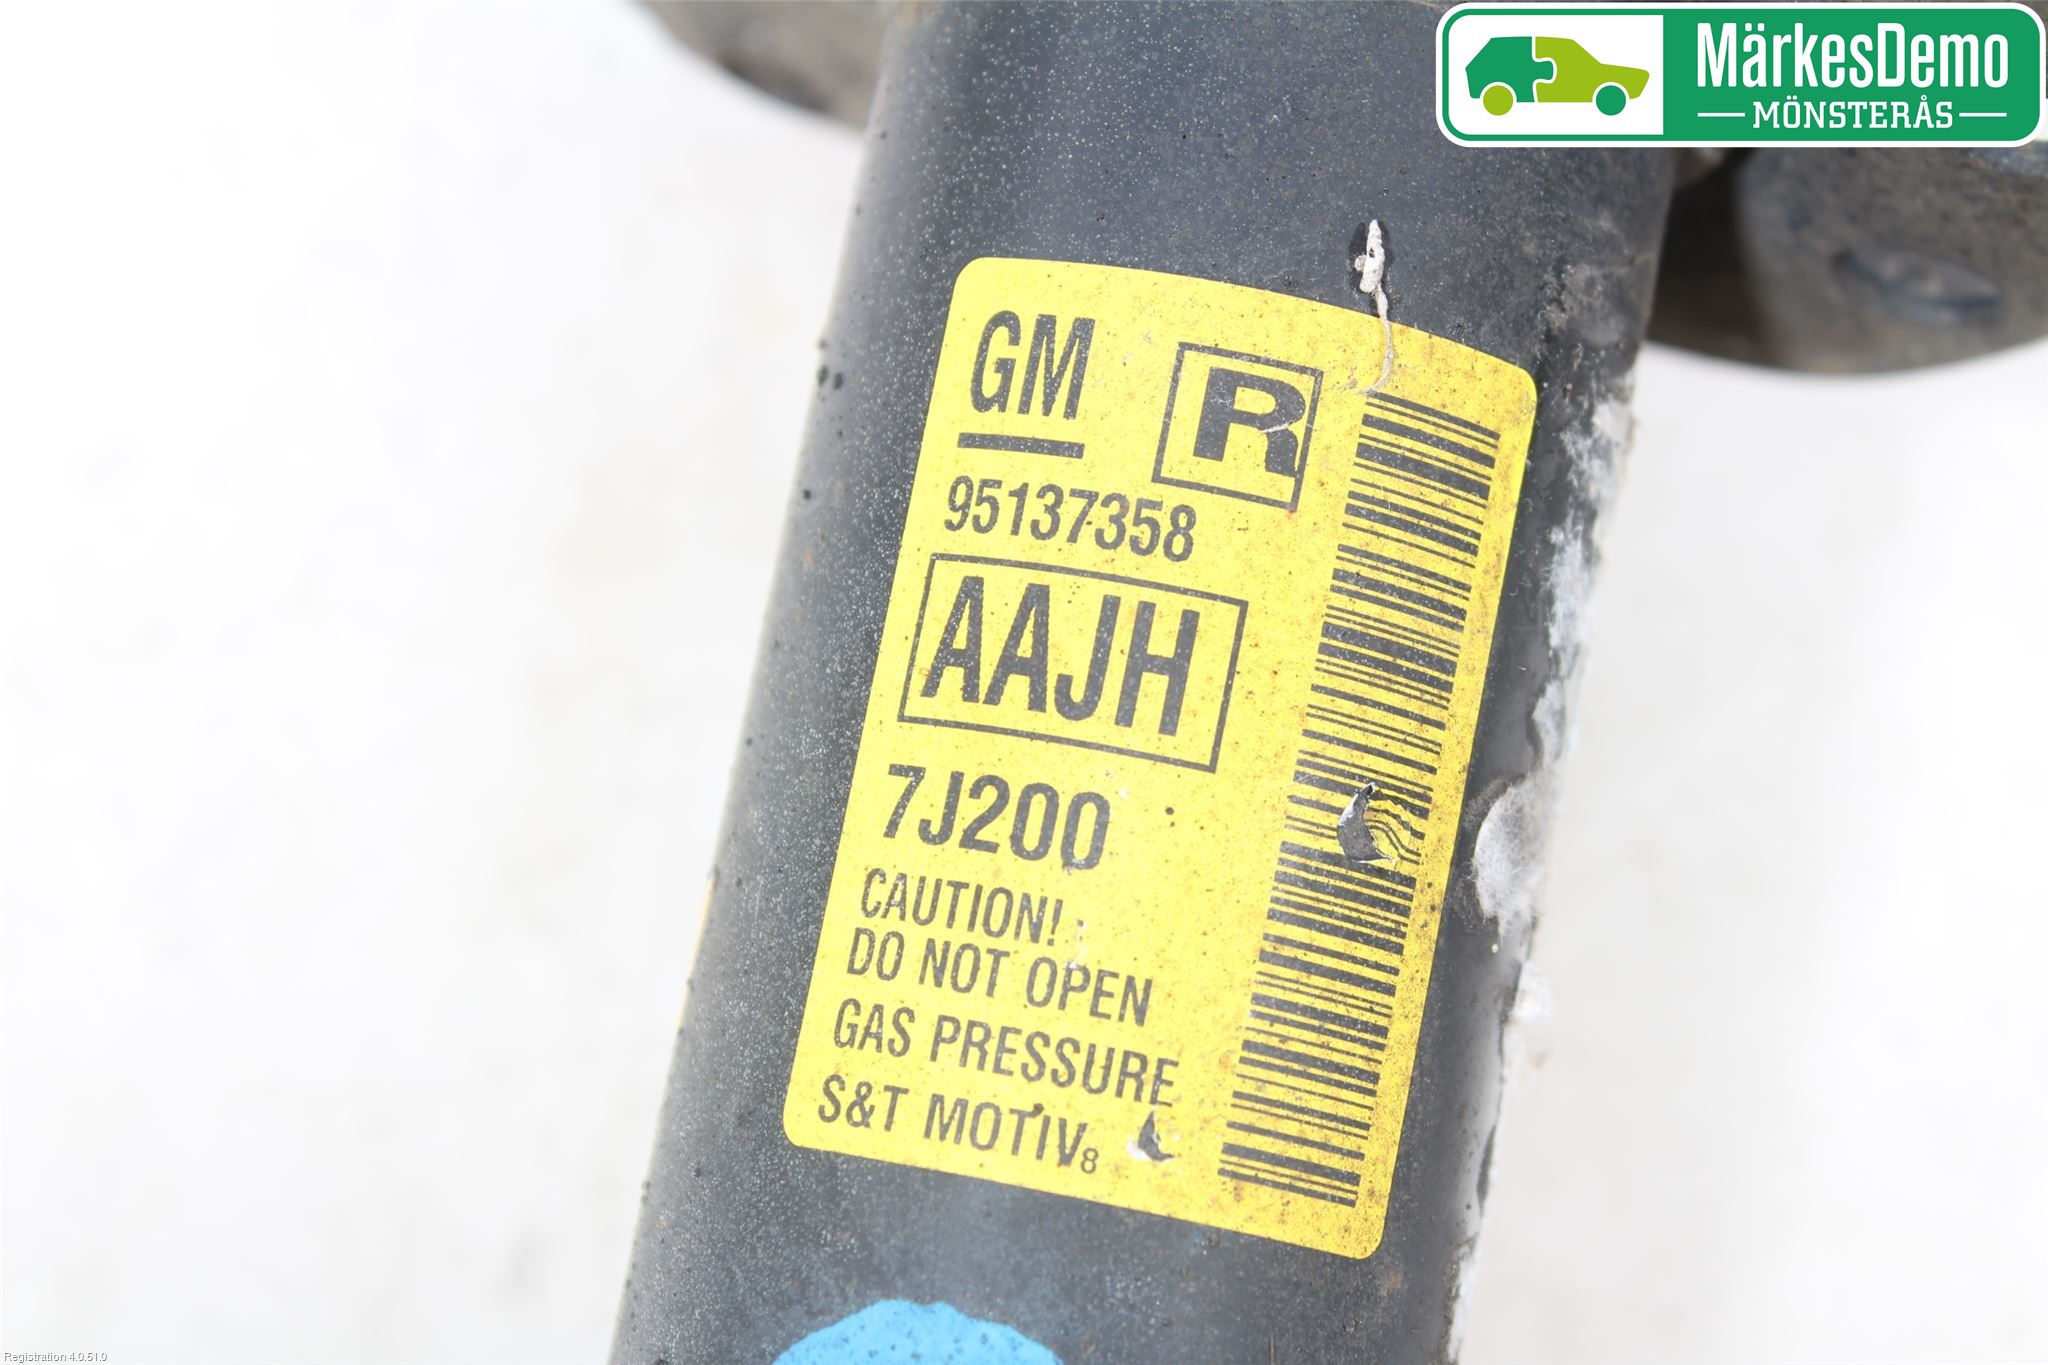 MärkesDemo
MÖNSTERÅS
GM
R
95137358
AAJH
7J200
CAUTION!
DO NOT OPEN
GAS PRESSURE
S&T MOTIV8
Registration 4.0.51.0